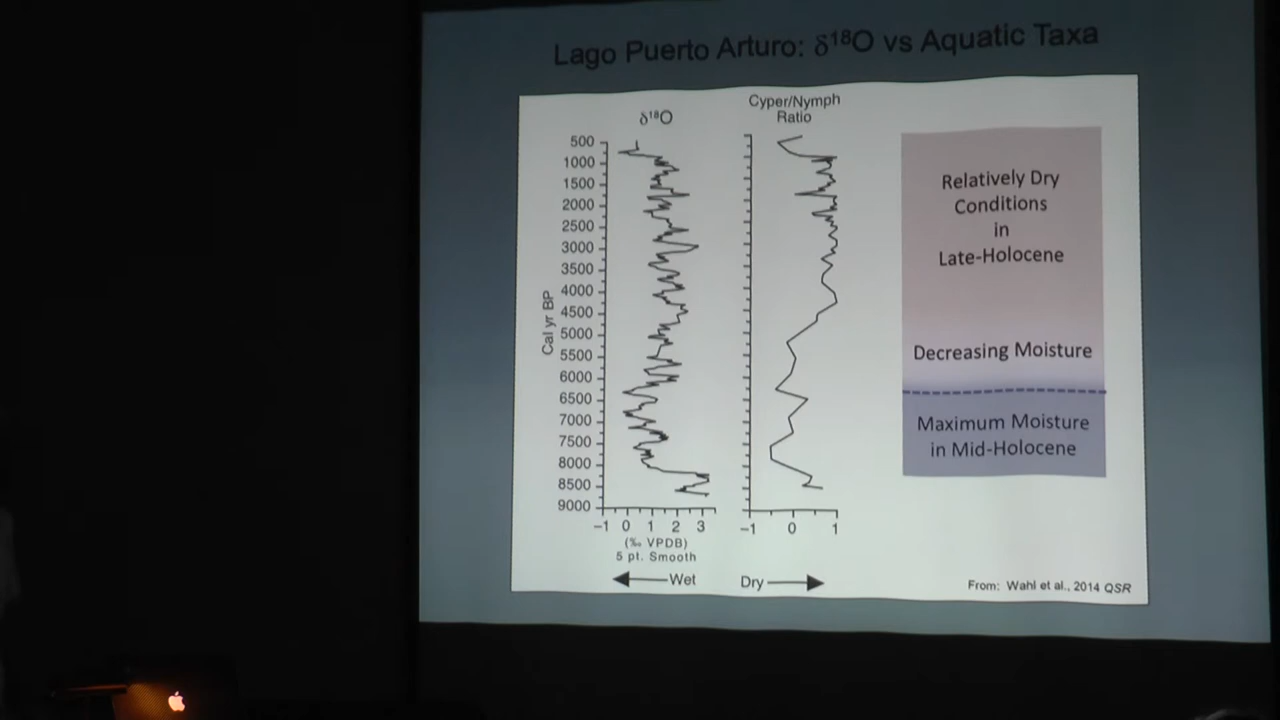 Lago Puerto Arturo: δ¹⁸O vs Aquatic Taxa
δ¹⁸O
Cyper/Nymph
Ratio
Cal yr BP
500
1000
1500
2000
2500
3000
3500
4000
4500
5000
5500
6000
6500
7000
7500
8000
8500
9000
−1 0 1 2 3
(‰ VPDB)
5 pt. Smooth
−1 0 1
Wet
Dry
Relatively Dry
Conditions
in
Late-Holocene
Decreasing Moisture
Maximum Moisture
in Mid-Holocene
From: Wahl et al., 2014 QSR